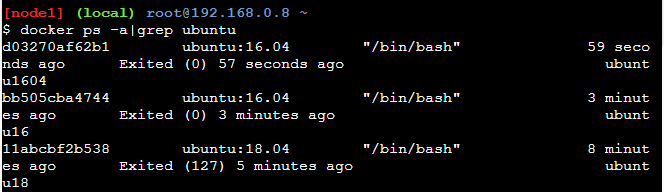 [node1] (local) root@192.168.0.8 ~
$ docker ps -a|grep ubuntu
d03270af62b1        ubuntu:16.04        "/bin/bash"              59 seco
nds ago      Exited (0) 57 seconds ago                             ubunt
u1604
bb505cba4744        ubuntu:16.04        "/bin/bash"              3 minut
es ago       Exited (0) 3 minutes ago                              ubunt
u16
11abcbf2b538        ubuntu:18.04        "/bin/bash"              8 minut
es ago       Exited (127) 5 minutes ago                            ubunt
u18